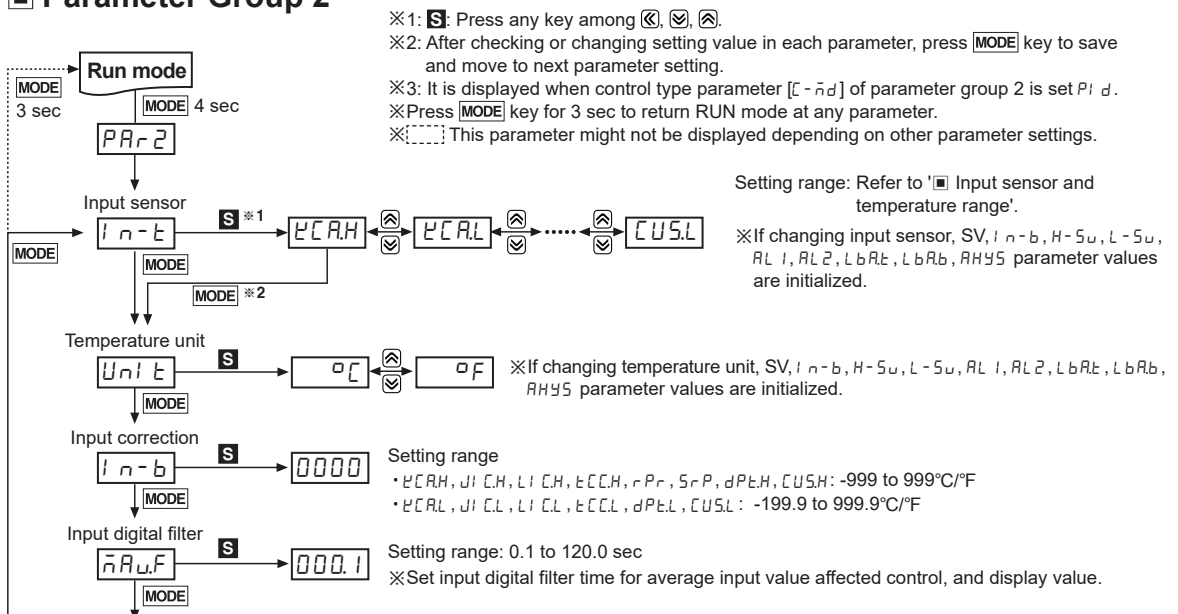 ▣ Parameter Group 2
※1: S: Press any key among «, ︾, ︽.
※2: After checking or changing setting value in each parameter, press MODE key to save
and move to next parameter setting.
※3: It is displayed when control type parameter [C-md] of parameter group 2 is set PId.
※Press MODE key for 3 sec to return RUN mode at any parameter.
※ This parameter might not be displayed depending on other parameter settings.
Run mode
MODE
3 sec
MODE 4 sec
PAr2
Input sensor
In-t
S ※1
KCA.H
KCA.L
•••••
CUS.L
Setting range: Refer to '▣ Input sensor and
temperature range'.
※If changing input sensor, SV, In-b, H-Su, L-Su,
AL1, AL2, LbA.t, LbA.b, AHYS parameter values
are initialized.
MODE
MODE
MODE ※2
Temperature unit
UnIt
S
°C
°F
※If changing temperature unit, SV, In-b, H-Su, L-Su, AL1, AL2, LbA.t, LbA.b,
AHYS parameter values are initialized.
MODE
Input correction
In-b
S
0000
Setting range
• KCA.H, JIC.H, LIC.H, tCC.H, rPr, SrP, dPt.H, CUS.H: -999 to 999°C/°F
• KCA.L, JIC.L, LIC.L, tCC.L, dPt.L, CUS.L: -199.9 to 999.9°C/°F
MODE
Input digital filter
mAu.F
S
000.1
Setting range: 0.1 to 120.0 sec
※Set input digital filter time for average input value affected control, and display value.
MODE